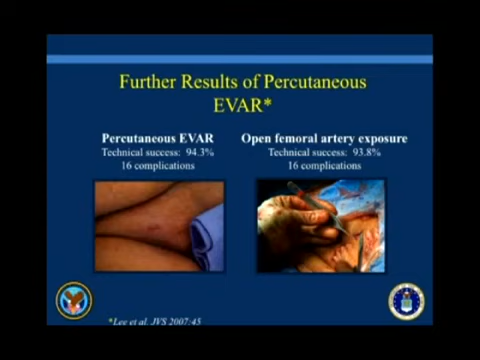 Further Results of Percutaneous
EVAR*
Percutaneous EVAR
Technical success: 94.3%
16 complications
Open femoral artery exposure
Technical success: 93.8%
16 complications
*Lee et al. JVS 2007:45